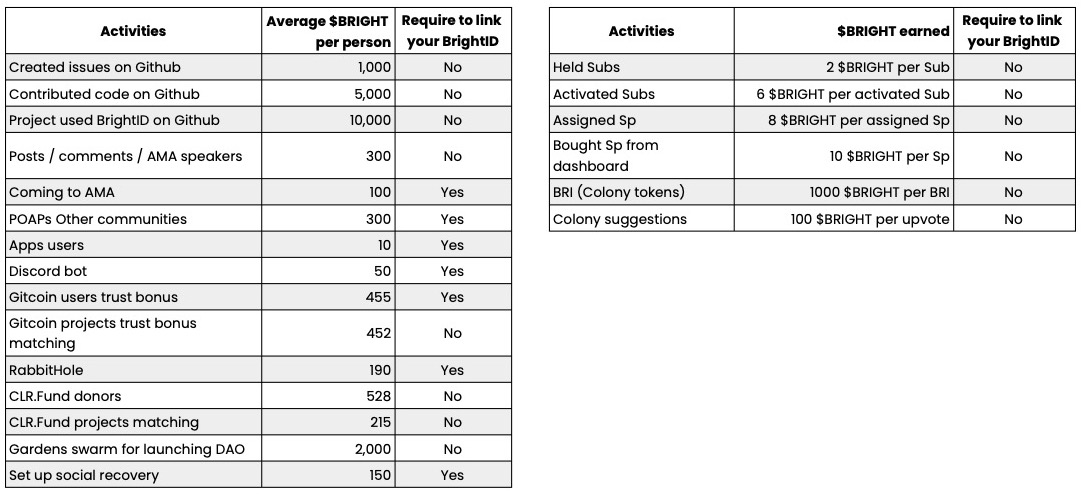 Activities
Average $BRIGHT
per person
Require to link
your BrightID
Created issues on Github 1,000 No
Contributed code on Github 5,000 No
Project used BrightID on Github 10,000 No
Posts / comments / AMA speakers 300 No
Coming to AMA 100 Yes
POAPs Other communities 300 Yes
Apps users 10 Yes
Discord bot 50 Yes
Gitcoin users trust bonus 455 Yes
Gitcoin projects trust bonus
matching
452 No
RabbitHole 190 Yes
CLR.Fund donors 528 No
CLR.Fund projects matching 215 No
Gardens swarm for launching DAO 2,000 No
Set up social recovery 150 Yes
Activities
$BRIGHT earned
Require to link
your BrightID
Held Subs 2 $BRIGHT per Sub No
Activated Subs 6 $BRIGHT per activated Sub No
Assigned Sp 8 $BRIGHT per assigned Sp No
Bought Sp from
dashboard
10 $BRIGHT per Sp No
BRI (Colony tokens) 1000 $BRIGHT per BRI No
Colony suggestions 100 $BRIGHT per upvote No